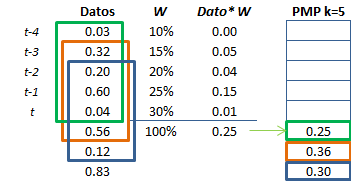 Datos W Dato* W PMP k=5
t-4 0.03 10% 0.00
t-3 0.32 15% 0.05
t-2 0.20 20% 0.04
t-1 0.60 25% 0.15
t 0.04 30% 0.01
0.56 100% 0.25 0.25
0.12 0.36
0.83 0.30